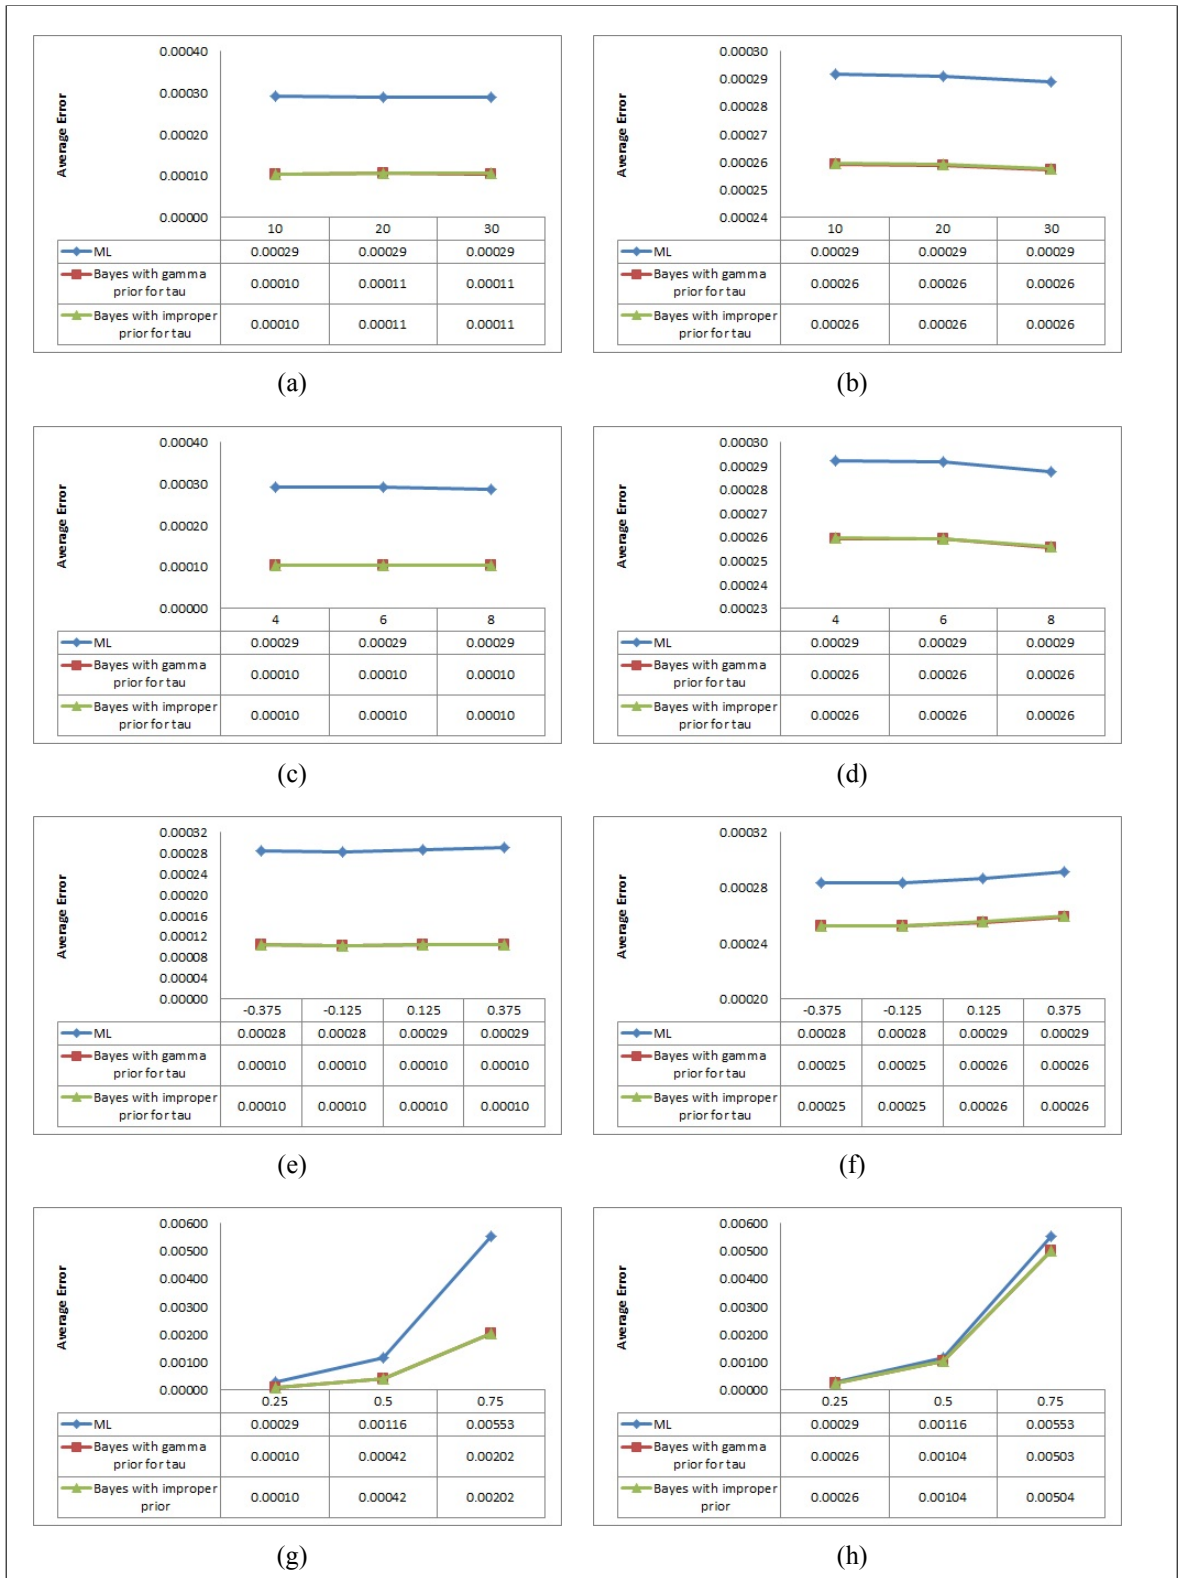 0.00040
0.00030
0.00020
0.00010
0.00000
Average Error
10 20 30
ML 0.00029 0.00029 0.00029
Bayes with gamma
prior for tau 0.00010 0.00011 0.00011
Bayes with improper
prior for tau 0.00010 0.00011 0.00011
(a)
0.00030
0.00029
0.00028
0.00027
0.00026
0.00025
0.00024
Average Error
10 20 30
ML 0.00029 0.00029 0.00029
Bayes with gamma
prior for tau 0.00026 0.00026 0.00026
Bayes with improper
prior for tau 0.00026 0.00026 0.00026
(b)
0.00040
0.00030
0.00020
0.00010
0.00000
Average Error
4 6 8
ML 0.00029 0.00029 0.00029
Bayes with gamma
prior for tau 0.00010 0.00010 0.00010
Bayes with improper
prior for tau 0.00010 0.00010 0.00010
(c)
0.00030
0.00029
0.00028
0.00027
0.00026
0.00025
0.00024
0.00023
Average Error
4 6 8
ML 0.00029 0.00029 0.00029
Bayes with gamma
prior for tau 0.00026 0.00026 0.00026
Bayes with improper
prior for tau 0.00026 0.00026 0.00026
(d)
0.00032
0.00028
0.00024
0.00020
0.00016
0.00012
0.00008
0.00004
0.00000
Average Error
-0.375 -0.125 0.125 0.375
ML 0.00028 0.00028 0.00029 0.00029
Bayes with gamma
prior for tau 0.00010 0.00010 0.00010 0.00010
Bayes with improper
prior for tau 0.00010 0.00010 0.00010 0.00010
(e)
0.00032
0.00028
0.00024
0.00020
Average Error
-0.375 -0.125 0.125 0.375
ML 0.00028 0.00028 0.00029 0.00029
Bayes with gamma
prior for tau 0.00025 0.00025 0.00026 0.00026
Bayes with improper
prior for tau 0.00025 0.00025 0.00026 0.00026
(f)
0.00600
0.00500
0.00400
0.00300
0.00200
0.00100
0.00000
Average Error
0.25 0.5 0.75
ML 0.00029 0.00116 0.00553
Bayes with gamma
prior for tau 0.00010 0.00042 0.00202
Bayes with improper
prior 0.00010 0.00042 0.00202
(g)
0.00600
0.00500
0.00400
0.00300
0.00200
0.00100
0.00000
Average Error
0.25 0.5 0.75
ML 0.00029 0.00116 0.00553
Bayes with gamma
prior for tau 0.00026 0.00104 0.00503
Bayes with improper
prior 0.00026 0.00104 0.00504
(h)